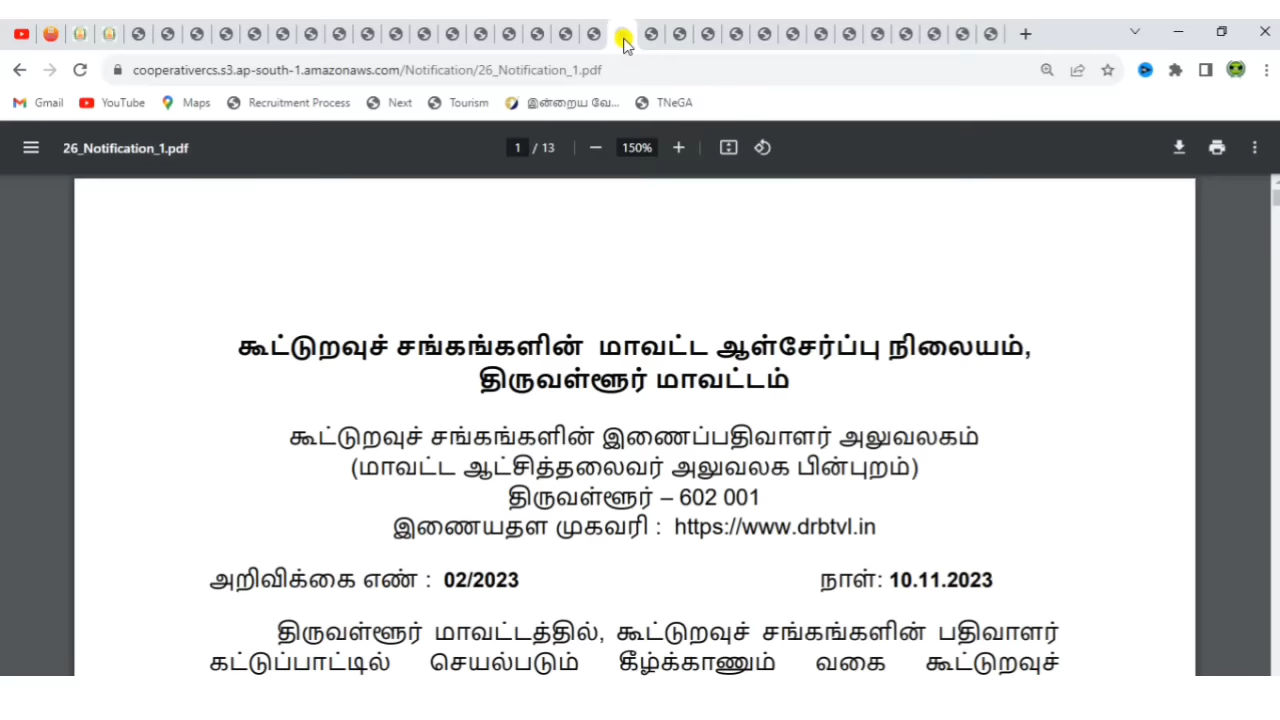 cooperativercs.s3.ap-south-1.amazonaws.com/Notification/26_Notification_1.pdf
Gmail YouTube Maps Recruitment Process Next Tourism இன்றைய வே... TNeGA
26_Notification_1.pdf 1 / 13 150%
கூட்டுறவுச் சங்கங்களின் மாவட்ட ஆள்சேர்ப்பு நிலையம்,
திருவள்ளூர் மாவட்டம்
கூட்டுறவுச் சங்கங்களின் இணைப்பதிவாளர் அலுவலகம்
(மாவட்ட ஆட்சித்தலைவர் அலுவலக பின்புறம்)
திருவள்ளூர் – 602 001
இணையதள முகவரி : https://www.drbtvl.in
அறிவிக்கை எண் : 02/2023 நாள்: 10.11.2023
திருவள்ளூர் மாவட்டத்தில், கூட்டுறவுச் சங்கங்களின் பதிவாளர்
கட்டுப்பாட்டில் செயல்படும் கீழ்க்காணும் வகை கூட்டுறவுச்